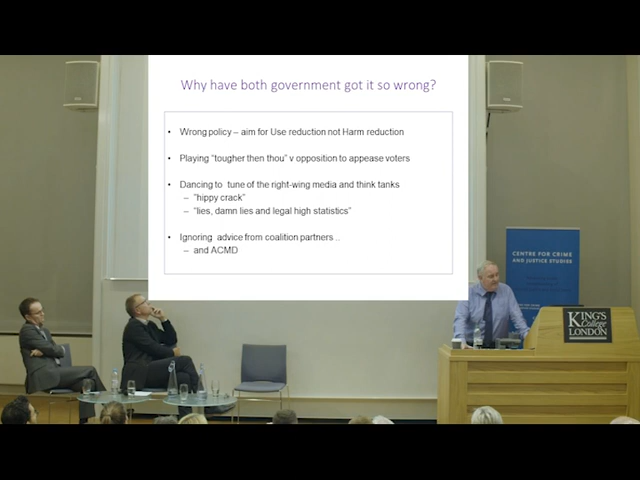 Why have both government got it so wrong?
• Wrong policy – aim for Use reduction not Harm reduction
• Playing “tougher then thou” v opposition to appease voters
• Dancing to tune of the right-wing media and think tanks
– “hippy crack”
– “lies, damn lies and legal high statistics”
• Ignoring advice from coalition partners ..
– and ACMD
CENTRE FOR CRIME
AND JUSTICE STUDIES
KING'S
College
LONDON